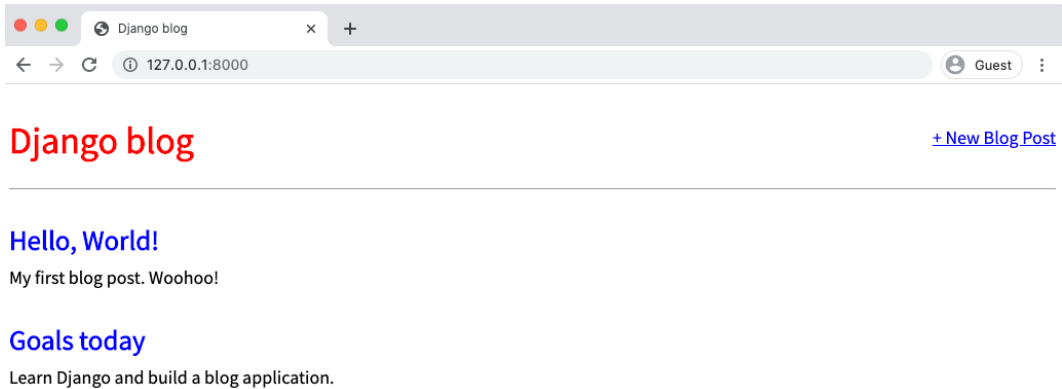 Django blog
127.0.0.1:8000
Guest
Django blog
+ New Blog Post
Hello, World!
My first blog post. Woohoo!
Goals today
Learn Django and build a blog application.